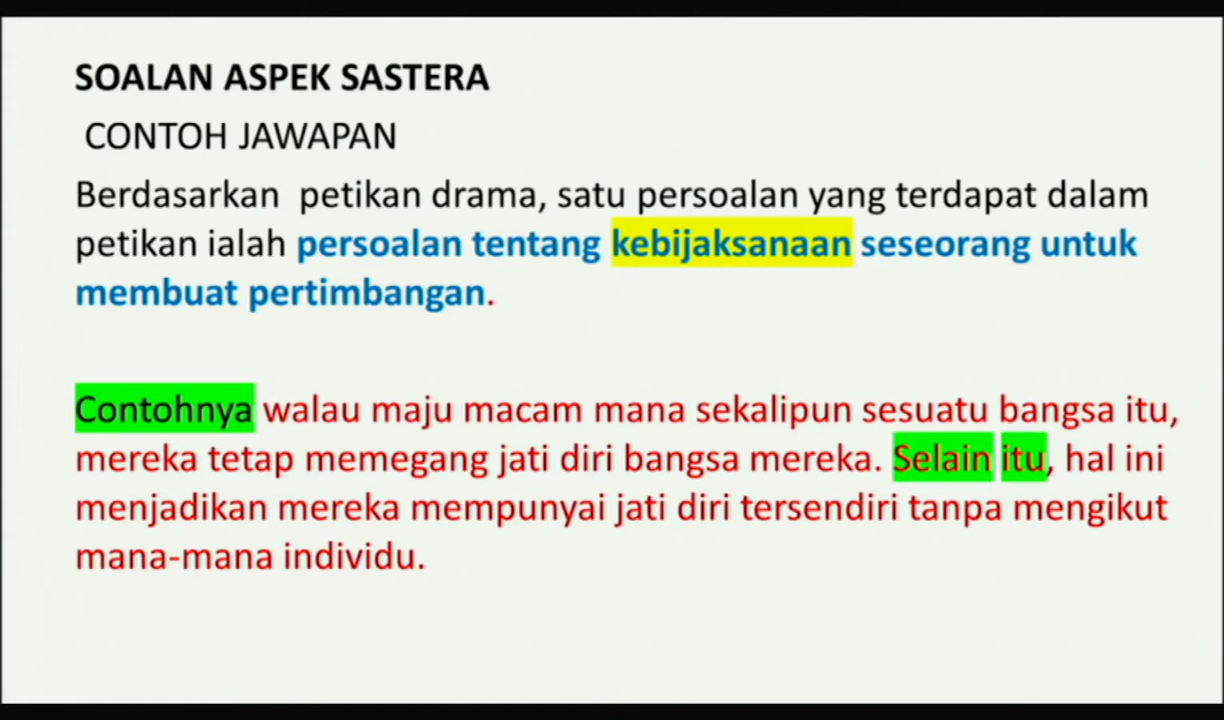 SOALAN ASPEK SASTERA
CONTOH JAWAPAN
Berdasarkan petikan drama, satu persoalan yang terdapat dalam
petikan ialah persoalan tentang kebijaksanaan seseorang untuk
membuat pertimbangan.
Contohnya walau maju macam mana sekalipun sesuatu bangsa itu,
mereka tetap memegang jati diri bangsa mereka. Selain itu, hal ini
menjadikan mereka mempunyai jati diri tersendiri tanpa mengikut
mana-mana individu.